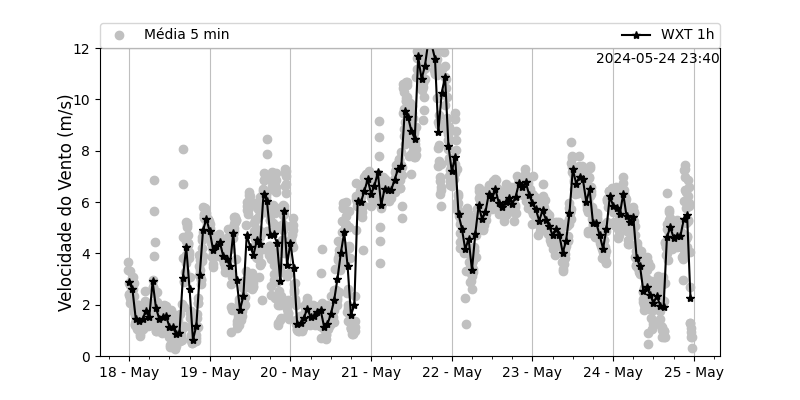 Média 5 min
WXT 1h
2024-05-24 23:40
Velocidade do Vento (m/s)
12
10
8
6
4
2
0
18 - May 19 - May 20 - May 21 - May 22 - May 23 - May 24 - May 25 - May